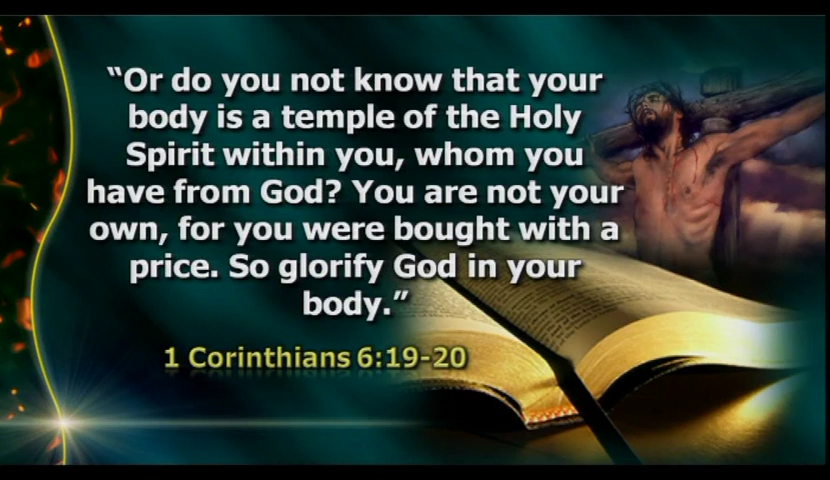 “Or do you not know that your
body is a temple of the Holy
Spirit within you, whom you
have from God? You are not your
own, for you were bought with a
price. So glorify God in your
body.”
1 Corinthians 6:19-20